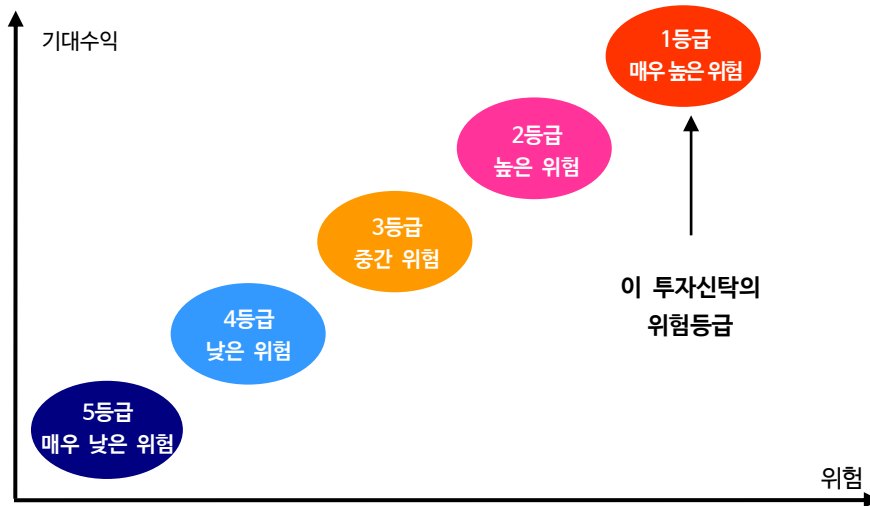 기대수익
1등급
매우 높은 위험
2등급
높은 위험
3등급
중간 위험
이 투자신탁의
위험등급
4등급
낮은 위험
5등급
매우 낮은 위험
위험